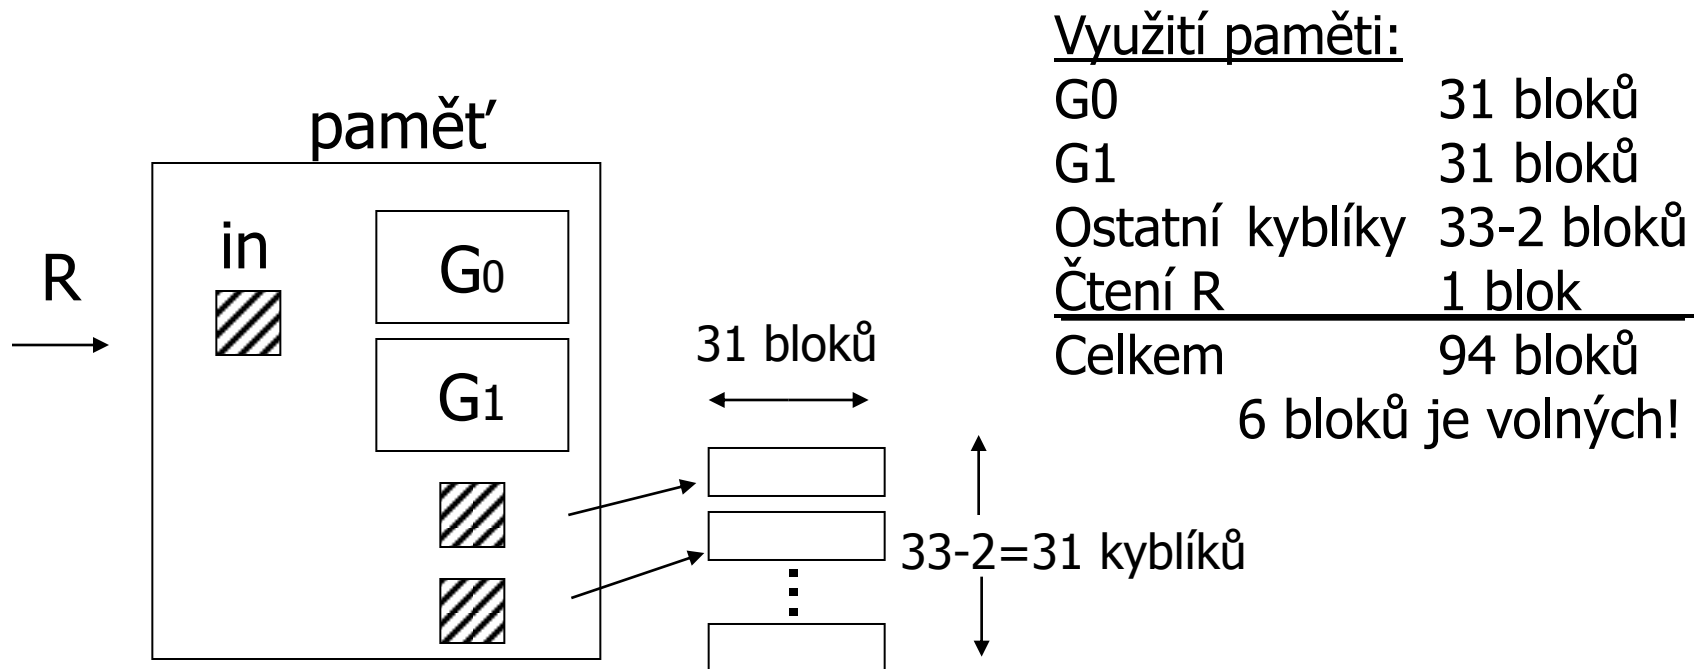 Využití paměti:
G0 31 bloků
G1 31 bloků
Ostatní kyblíky 33-2 bloků
Čtení R 1 blok
Celkem 94 bloků
6 bloků je volných!
paměť
in
R
G0
G1
31 bloků
33-2=31 kyblíků